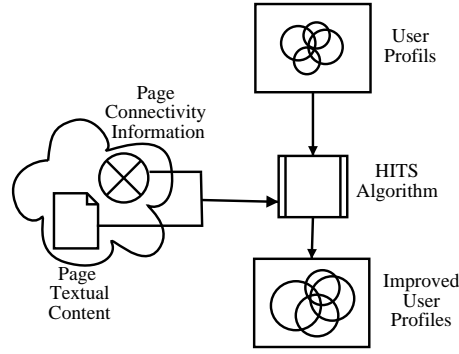 User
Profils
Page
Connectivity
Information
HITS
Algorithm
Page
Textual
Content
Improved
User
Profiles